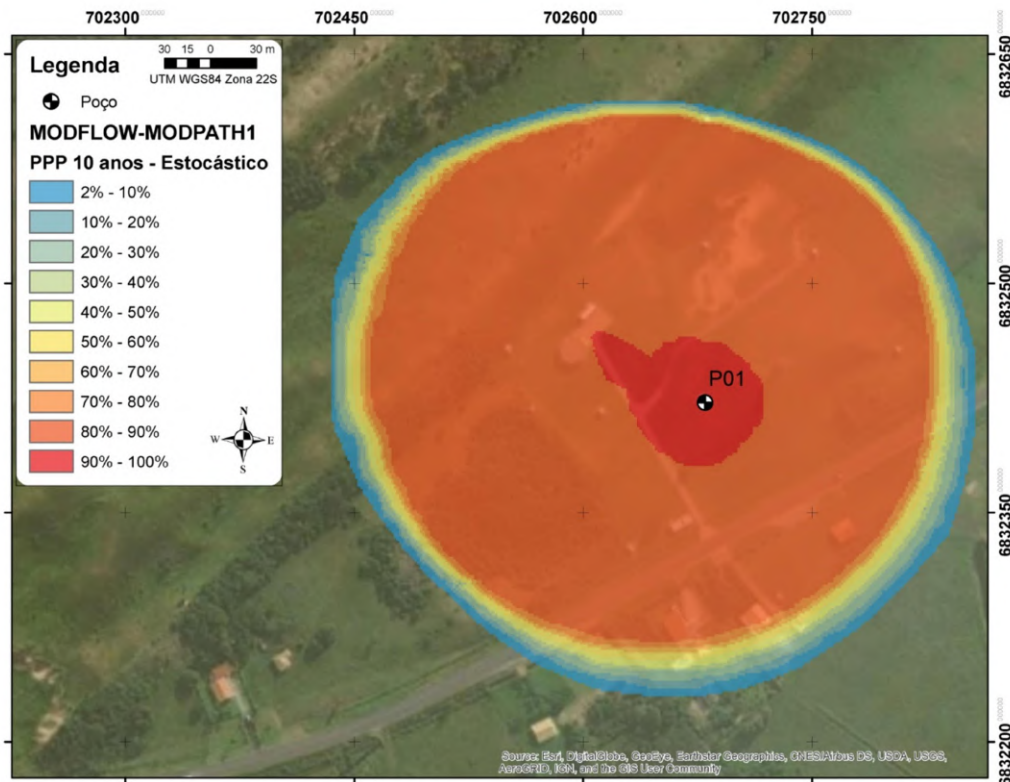 702300 702450 702600 702750
Legenda
30 15 0 30 m
UTM WGS84 Zona 22S
Poço
MODFLOW-MODPATH1
PPP 10 anos - Estocástico
2% - 10%
10% - 20%
20% - 30%
30% - 40%
40% - 50%
50% - 60%
60% - 70%
70% - 80%
80% - 90%
90% - 100%
N
W E
S
P01
6832650
6832500
6832350
6832200
Source: Esri, DigitalGlobe, GeoEye, Earthstar Geographics, CNES/Airbus DS, USDA, USGS,
AeroGRID, IGN, and the GIS User Community